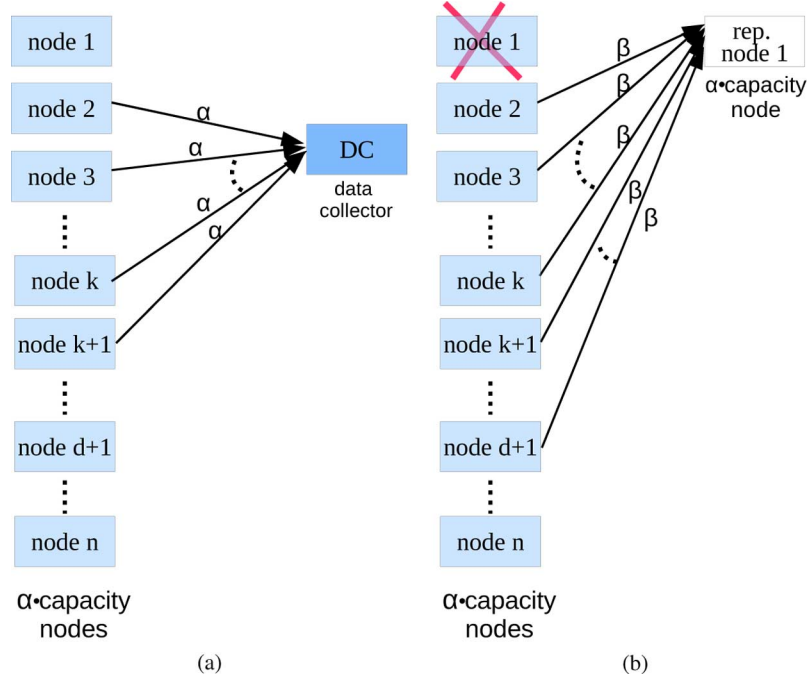 node 1
node 2
node 3
node k
node k+1
node d+1
node n
α•capacity
nodes
α
α
α
α
DC
data
collector
(a)
node 1
node 2
node 3
node k
node k+1
node d+1
node n
α•capacity
nodes
β
β
β
β
β
rep.
node 1
α•capacity
node
(b)